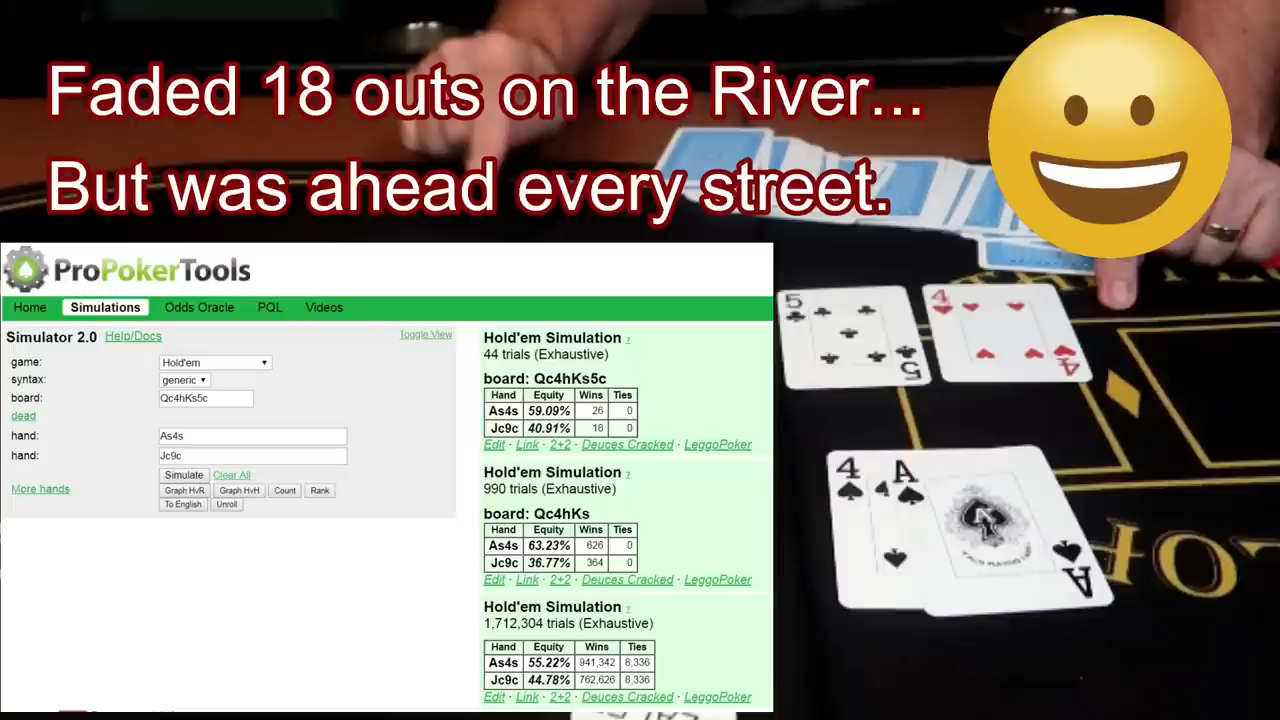 Faded 18 outs on the River...
But was ahead every street.
ProPokerTools
Home Simulations Odds Oracle PQL Videos
Simulator 2.0 Help/Docs Toggle View
game: Hold'em
syntax: generic
board: Qc4hKs5c
dead
hand: As4s
hand: Jc9c
Simulate Clear All
More hands Graph HvR Graph HvH Count Rank
To English Unroll
Hold'em Simulation ?
44 trials (Exhaustive)
board: Qc4hKs5c
Hand Equity Wins Ties
As4s 59.09% 26 0
Jc9c 40.91% 18 0
Edit · Link · 2+2 · Deuces Cracked · LeggoPoker
Hold'em Simulation ?
990 trials (Exhaustive)
board: Qc4hKs
Hand Equity Wins Ties
As4s 63.23% 626 0
Jc9c 36.77% 364 0
Edit · Link · 2+2 · Deuces Cracked · LeggoPoker
Hold'em Simulation ?
1,712,304 trials (Exhaustive)
Hand Equity Wins Ties
As4s 55.22% 941,342 8,336
Jc9c 44.78% 762,626 8,336
Edit · Link · 2+2 · Deuces Cracked · LeggoPoker
5 4
5 4
4 4 A
A